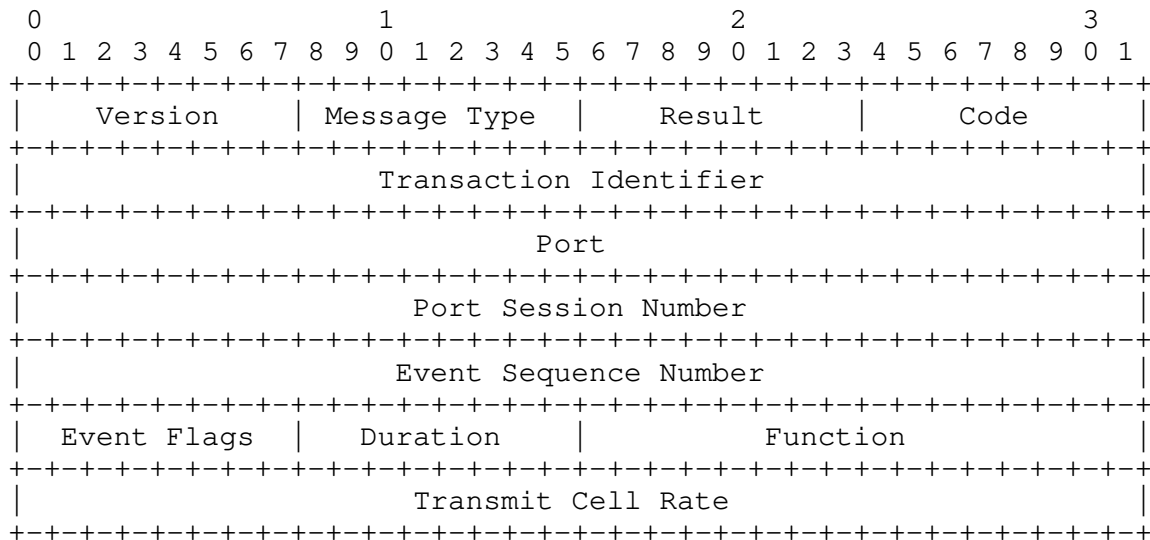 0                   1                   2                   3
 0 1 2 3 4 5 6 7 8 9 0 1 2 3 4 5 6 7 8 9 0 1 2 3 4 5 6 7 8 9 0 1
+-+-+-+-+-+-+-+-+-+-+-+-+-+-+-+-+-+-+-+-+-+-+-+-+-+-+-+-+-+-+-+-+
|    Version    | Message Type  |    Result     |     Code      |
+-+-+-+-+-+-+-+-+-+-+-+-+-+-+-+-+-+-+-+-+-+-+-+-+-+-+-+-+-+-+-+-+
|                    Transaction Identifier                     |
+-+-+-+-+-+-+-+-+-+-+-+-+-+-+-+-+-+-+-+-+-+-+-+-+-+-+-+-+-+-+-+-+
|                             Port                              |
+-+-+-+-+-+-+-+-+-+-+-+-+-+-+-+-+-+-+-+-+-+-+-+-+-+-+-+-+-+-+-+-+
|                      Port Session Number                      |
+-+-+-+-+-+-+-+-+-+-+-+-+-+-+-+-+-+-+-+-+-+-+-+-+-+-+-+-+-+-+-+-+
|                     Event Sequence Number                     |
+-+-+-+-+-+-+-+-+-+-+-+-+-+-+-+-+-+-+-+-+-+-+-+-+-+-+-+-+-+-+-+-+
|  Event Flags  |   Duration    |          Function             |
+-+-+-+-+-+-+-+-+-+-+-+-+-+-+-+-+-+-+-+-+-+-+-+-+-+-+-+-+-+-+-+-+
|                      Transmit Cell Rate                       |
+-+-+-+-+-+-+-+-+-+-+-+-+-+-+-+-+-+-+-+-+-+-+-+-+-+-+-+-+-+-+-+-+